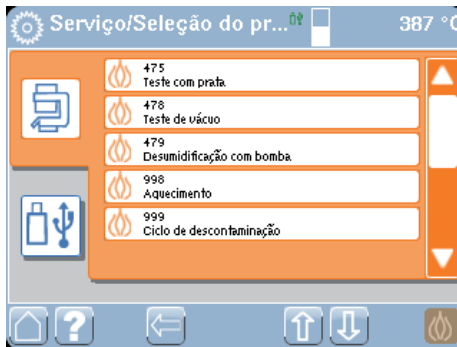 Serviço/Seleção do pr... 387 °C
475
Teste com prata
478
Teste de vácuo
479
Desumidificação com bomba
998
Aquecimento
999
Ciclo de descontaminação
?